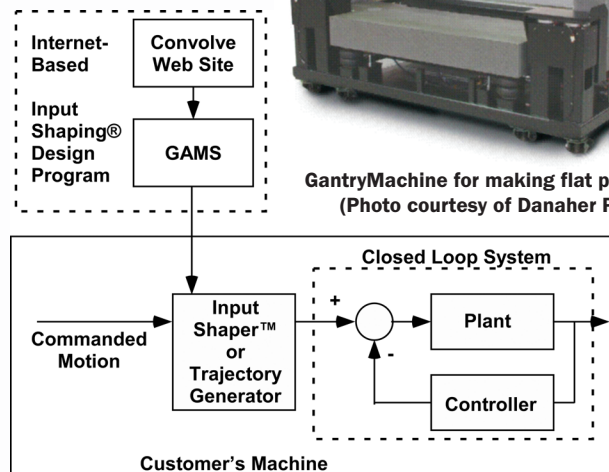 Internet-
Based
Input
Shaping®
Design
Program
Convolve
Web Site
GAMS
GantryMachine for making flat p
(Photo courtesy of Danaher
Closed Loop System
Commanded
Motion
Input
Shaper™
or
Trajectory
Generator
+
-
Plant
Controller
Customer's Machine